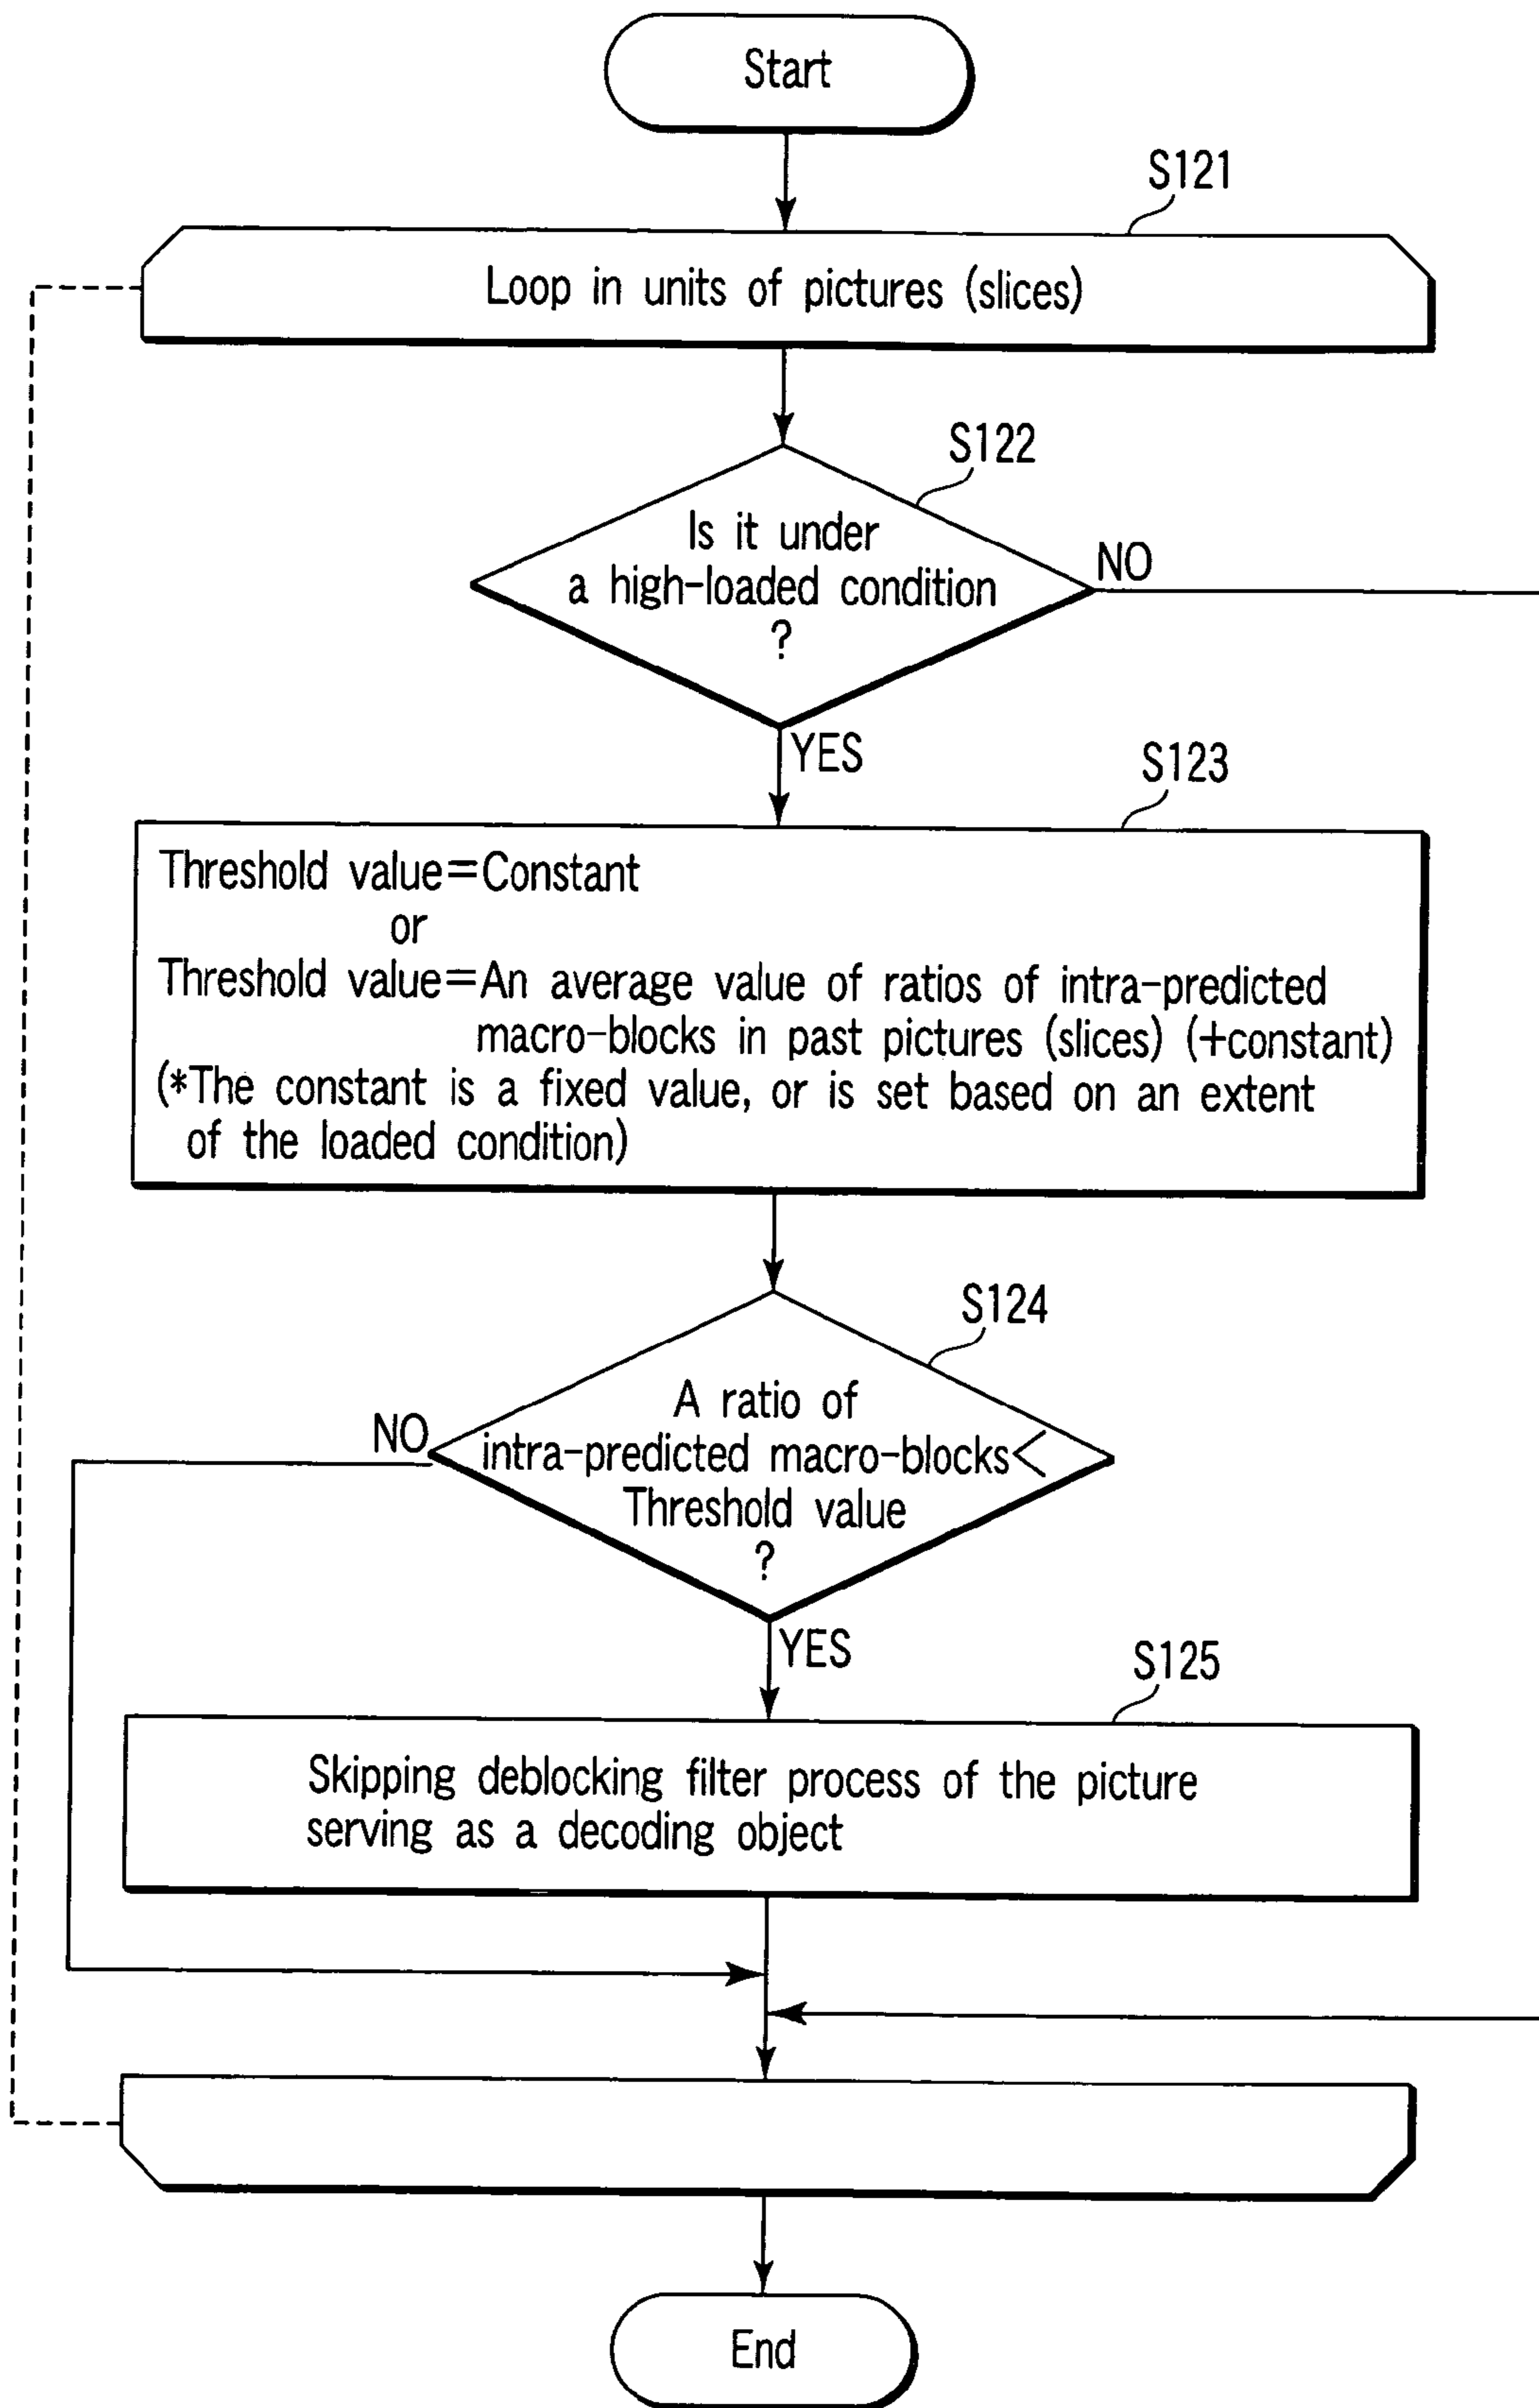 Start
S121
Loop in units of pictures (slices)
S122
Is it under
a high-loaded condition
?
NO
YES
S123
Threshold value=Constant
or
Threshold value=An average value of ratios of intra-predicted
macro-blocks in past pictures (slices) (+constant)
(*The constant is a fixed value, or is set based on an extent
of the loaded condition)
S124
A ratio of
intra-predicted macro-blocks<
Threshold value
?
NO
YES
S125
Skipping deblocking filter process of the picture
serving as a decoding object
End